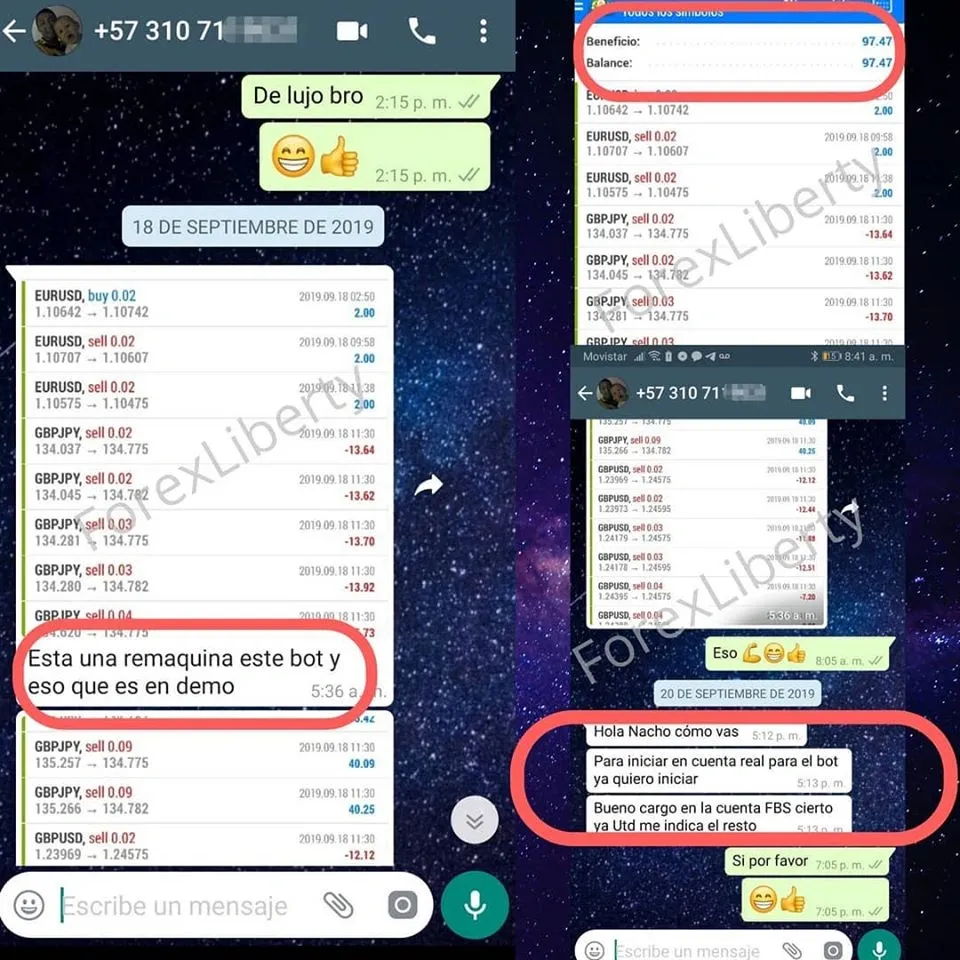 +57 310 71
De lujo bro 2:15 p. m.
2:15 p. m.
18 DE SEPTIEMBRE DE 2019
EURUSD, buy 0.02 2019.09.18 02:50
1.10642 → 1.10742 2.00
EURUSD, sell 0.02 2019.09.18 09:58
1.10707 → 1.10607 2.00
EURUSD, sell 0.02 2019.09.18 11:38
1.10575 → 1.10475 2.00
GBPJPY, sell 0.02 2019.09.18 11:30
134.037 → 134.775 -13.64
GBPJPY, sell 0.02 2019.09.18 11:30
134.045 → 134.782 -13.62
GBPJPY, sell 0.03 2019.09.18 11:30
134.281 → 134.775 -13.70
GBPJPY, sell 0.03 2019.09.18 11:30
134.280 → 134.782 -13.92
GBPJPY, sell 0.04 2019.09.18 11:30
134.620 → 134.775
Esta una remaquina este bot y
eso que es en demo 5:36 a. m.
GBPJPY, sell 0.09 2019.09.18 11:30
135.257 → 134.775 40.09
GBPJPY, sell 0.09 2019.09.18 11:30
135.266 → 134.782 40.25
GBPUSD, sell 0.02 2019.09.18 11:30
1.23969 → 1.24575 -12.12
Escribe un mensaje
ForexLiberty
Todos los símbolos
Beneficio: 97.47
Balance: 97.47
1.10642 → 1.10742 2.00
EURUSD, sell 0.02 2019.09.18 09:58
1.10707 → 1.10607 2.00
EURUSD, sell 0.02 2019.09.18 11:38
1.10575 → 1.10475 2.00
GBPJPY, sell 0.02 2019.09.18 11:30
134.037 → 134.775 -13.64
GBPJPY, sell 0.02 2019.09.18 11:30
134.045 → 134.782 -13.62
GBPJPY, sell 0.03 2019.09.18 11:30
134.281 → 134.775 -13.70
GBPJPY, sell 0.03 2019.09.18 11:30
ForexLiberty
Movistar 8:41 a. m.
+57 310 71
135.257 → 134.775 40.09
GBPJPY, sell 0.09 2019.09.18 11:30
135.266 → 134.782 40.25
GBPUSD, sell 0.02 2019.09.18 11:30
1.23969 → 1.24575 -12.12
GBPUSD, sell 0.02 2019.09.18 11:30
1.23973 → 1.24595 -12.44
GBPUSD, sell 0.03 2019.09.18 11:30
1.24179 → 1.24575 -11.88
GBPUSD, sell 0.03 2019.09.18 11:30
1.24178 → 1.24595 -12.51
GBPUSD, sell 0.04 2019.09.18 11:30
1.24395 → 1.24575 -7.20
GBPUSD, sell 0.04
5:36 a. m.
ForexLiberty
Eso 8:05 a. m.
20 DE SEPTIEMBRE DE 2019
Hola Nacho cómo vas 5:12 p. m.
Para iniciar en cuenta real para el bot
ya quiero iniciar 5:13 p. m.
Bueno cargo en la cuenta FBS cierto
ya Utd me indica el resto 5:13 p. m.
Si por favor 7:05 p. m.
7:05 p. m.
Escribe un mensaje